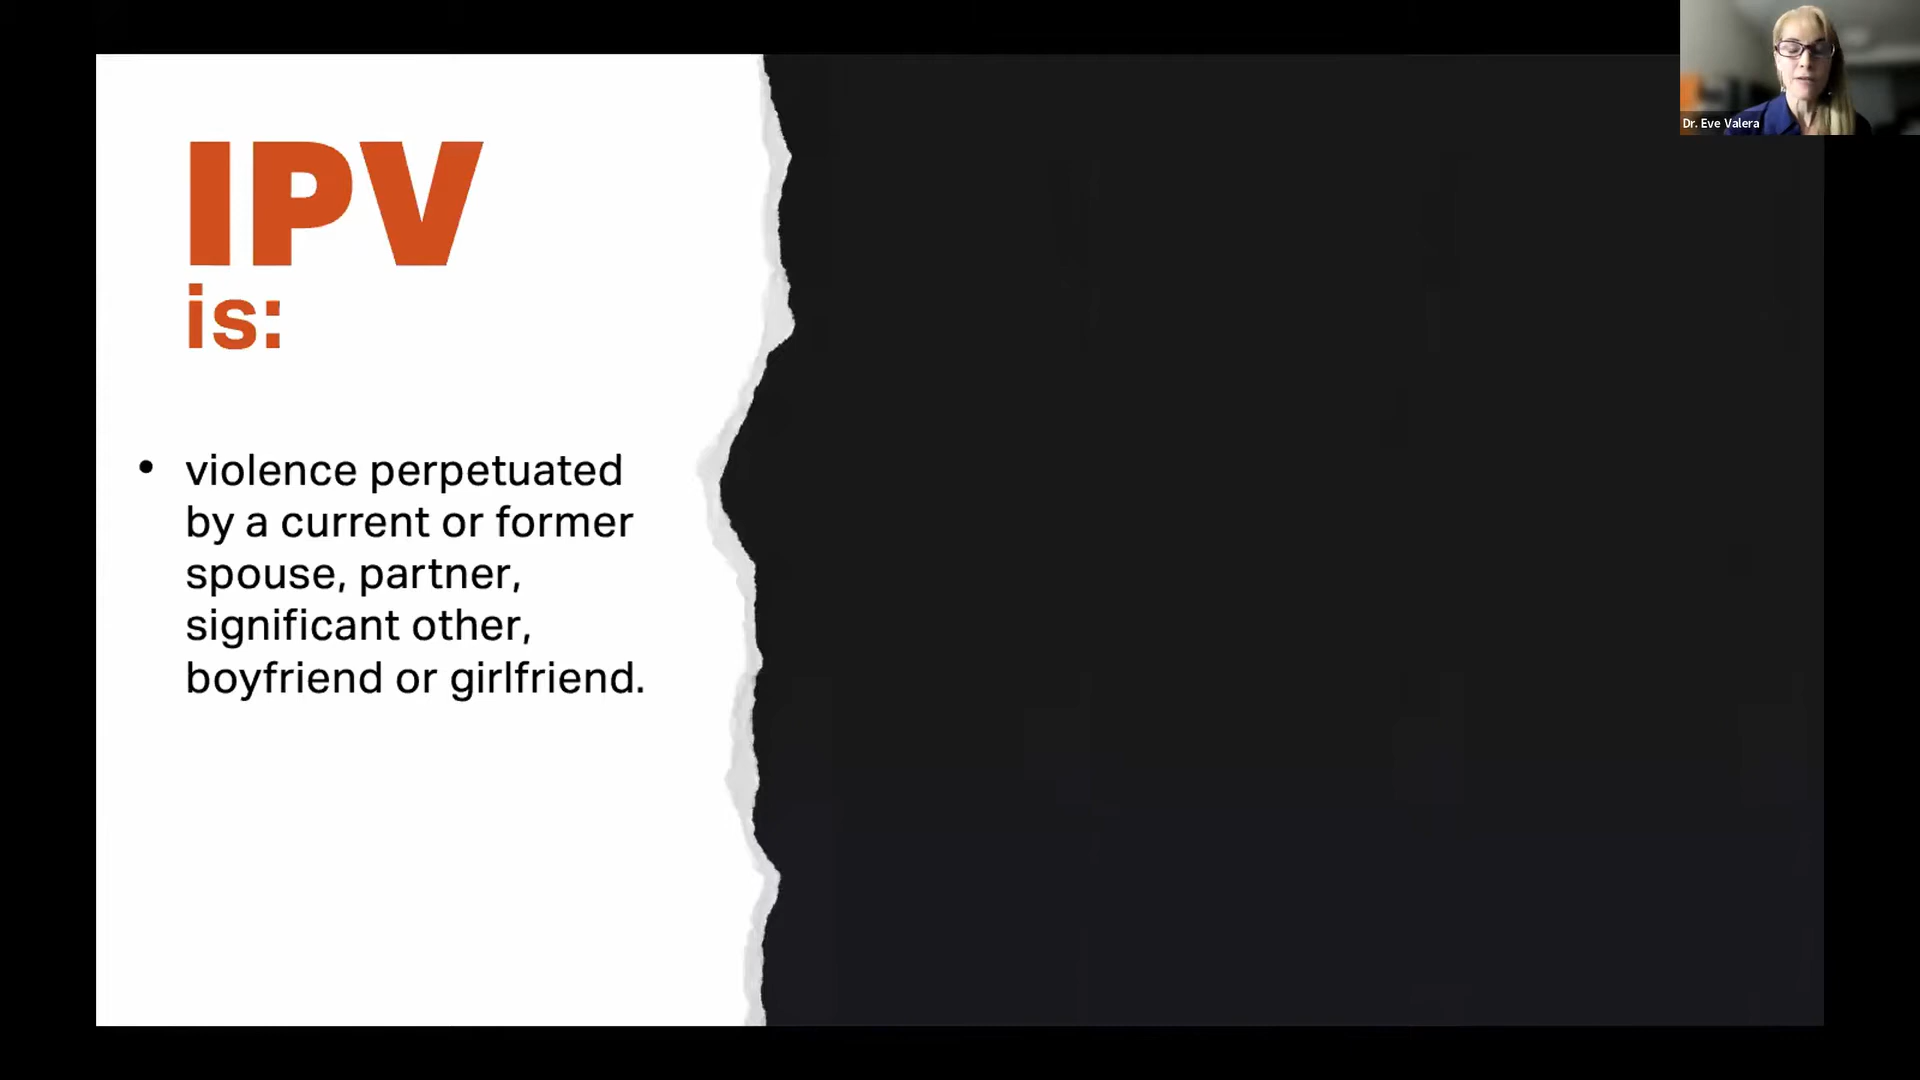 IPV
is:
• violence perpetuated
by a current or former
spouse, partner,
significant other,
boyfriend or girlfriend.
Dr. Eve Valera